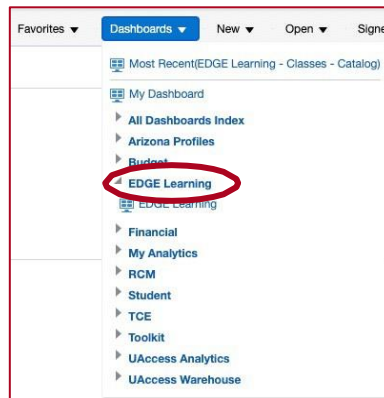 Favorites ▼ Dashboards ▼ New ▼ Open ▼ Signe
Most Recent(EDGE Learning - Classes - Catalog)
My Dashboard
All Dashboards Index
Arizona Profiles
Budget
EDGE Learning
EDGE Learning
Financial
My Analytics
RCM
Student
TCE
Toolkit
UAccess Analytics
UAccess Warehouse